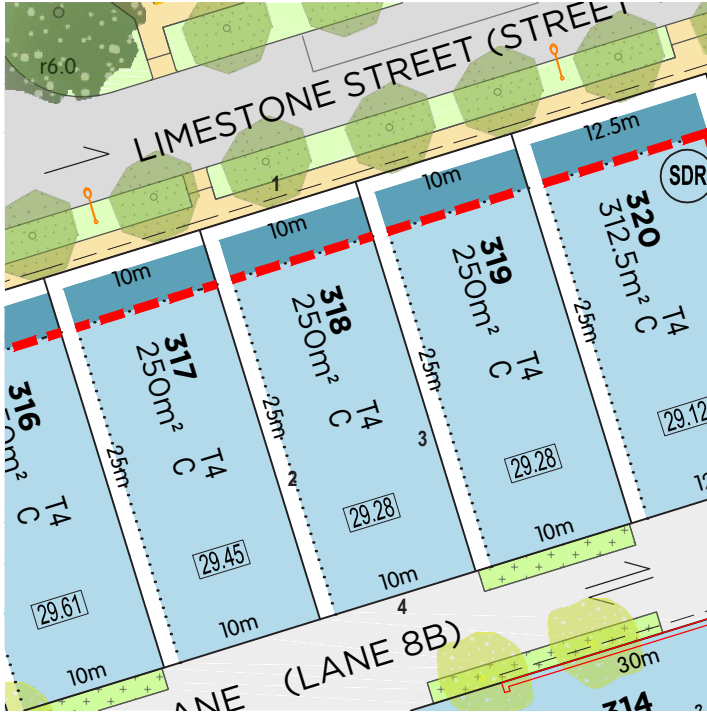 r6.0
LIMESTONE STREET (STREET
1
12.5m
SDR
10m
10m
10m
320
312.5m²
T4
C
25m
29.12
319
250m²
T4
C
25m
29.28
10m
318
250m²
T4
C
25m
3
29.28
10m
317
250m²
T4
C
25m
2
29.45
10m
316
T4
C
29.61
10m
4
(LANE 8B)
30m
314